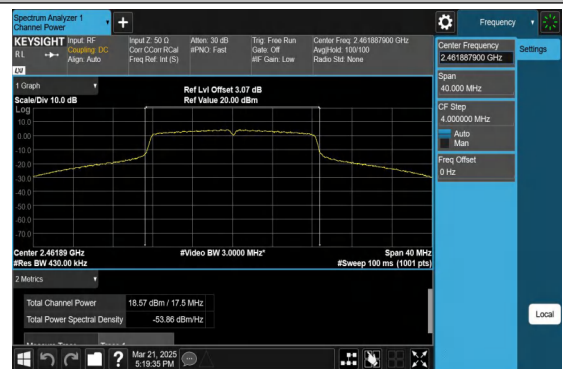 Spectrum Analyzer 1
Channel Power
+
Frequency
KEYSIGHT
RL
Input: RF
Coupling: DC
Align: Auto
Input Z: 50 Ω
Corr CCorr RCal
Freq Ref: Int (S)
Atten: 30 dB
#PNO: Fast
Trig: Free Run
Gate: Off
#IF Gain: Low
Center Freq: 2.461887900 GHz
Avg|Hold: 100/100
Radio Std: None
LXI
Center Frequency
2.461887900 GHz
Settings
Span
40.000 MHz
CF Step
4.000000 MHz
Auto
Man
Freq Offset
0 Hz
Local
1 Graph
Scale/Div 10.0 dB
Ref Lvl Offset 3.07 dB
Ref Value 20.00 dBm
Log
10.0
0.00
-10.0
-20.0
-30.0
-40.0
-50.0
-60.0
-70.0
Center 2.46189 GHz
#Video BW 3.0000 MHz*
Span 40 MHz
#Res BW 430.00 kHz
#Sweep 100 ms (1001 pts)
2 Metrics
Total Channel Power 18.57 dBm / 17.5 MHz
Total Power Spectral Density -53.86 dBm/Hz
?
Mar 21, 2025
5:19:35 PM